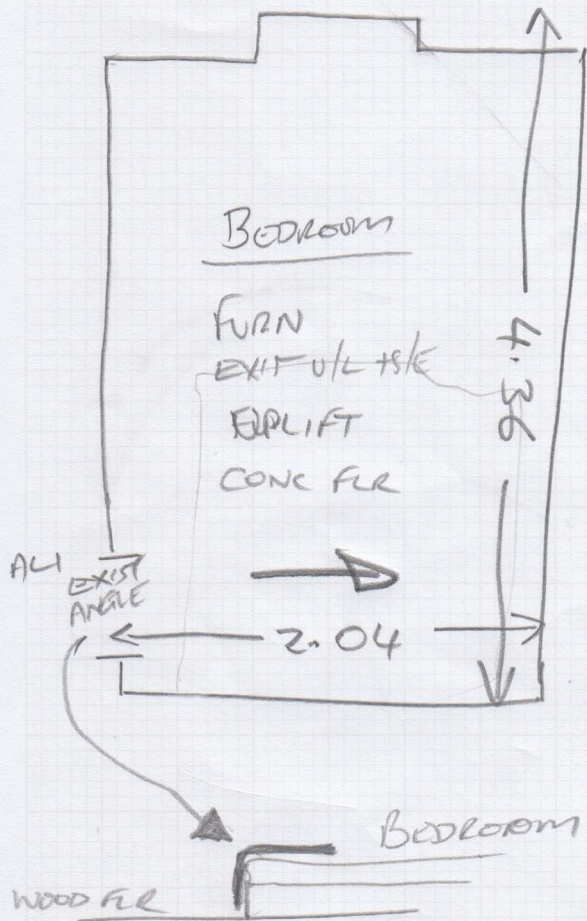 BEDROOM
FURN
EXIT U/L +S/E
UPLIFT
CONC FLR
4.36
ALI
EXIST
ANGLE
2.04
BEDROOM
WOOD FLR